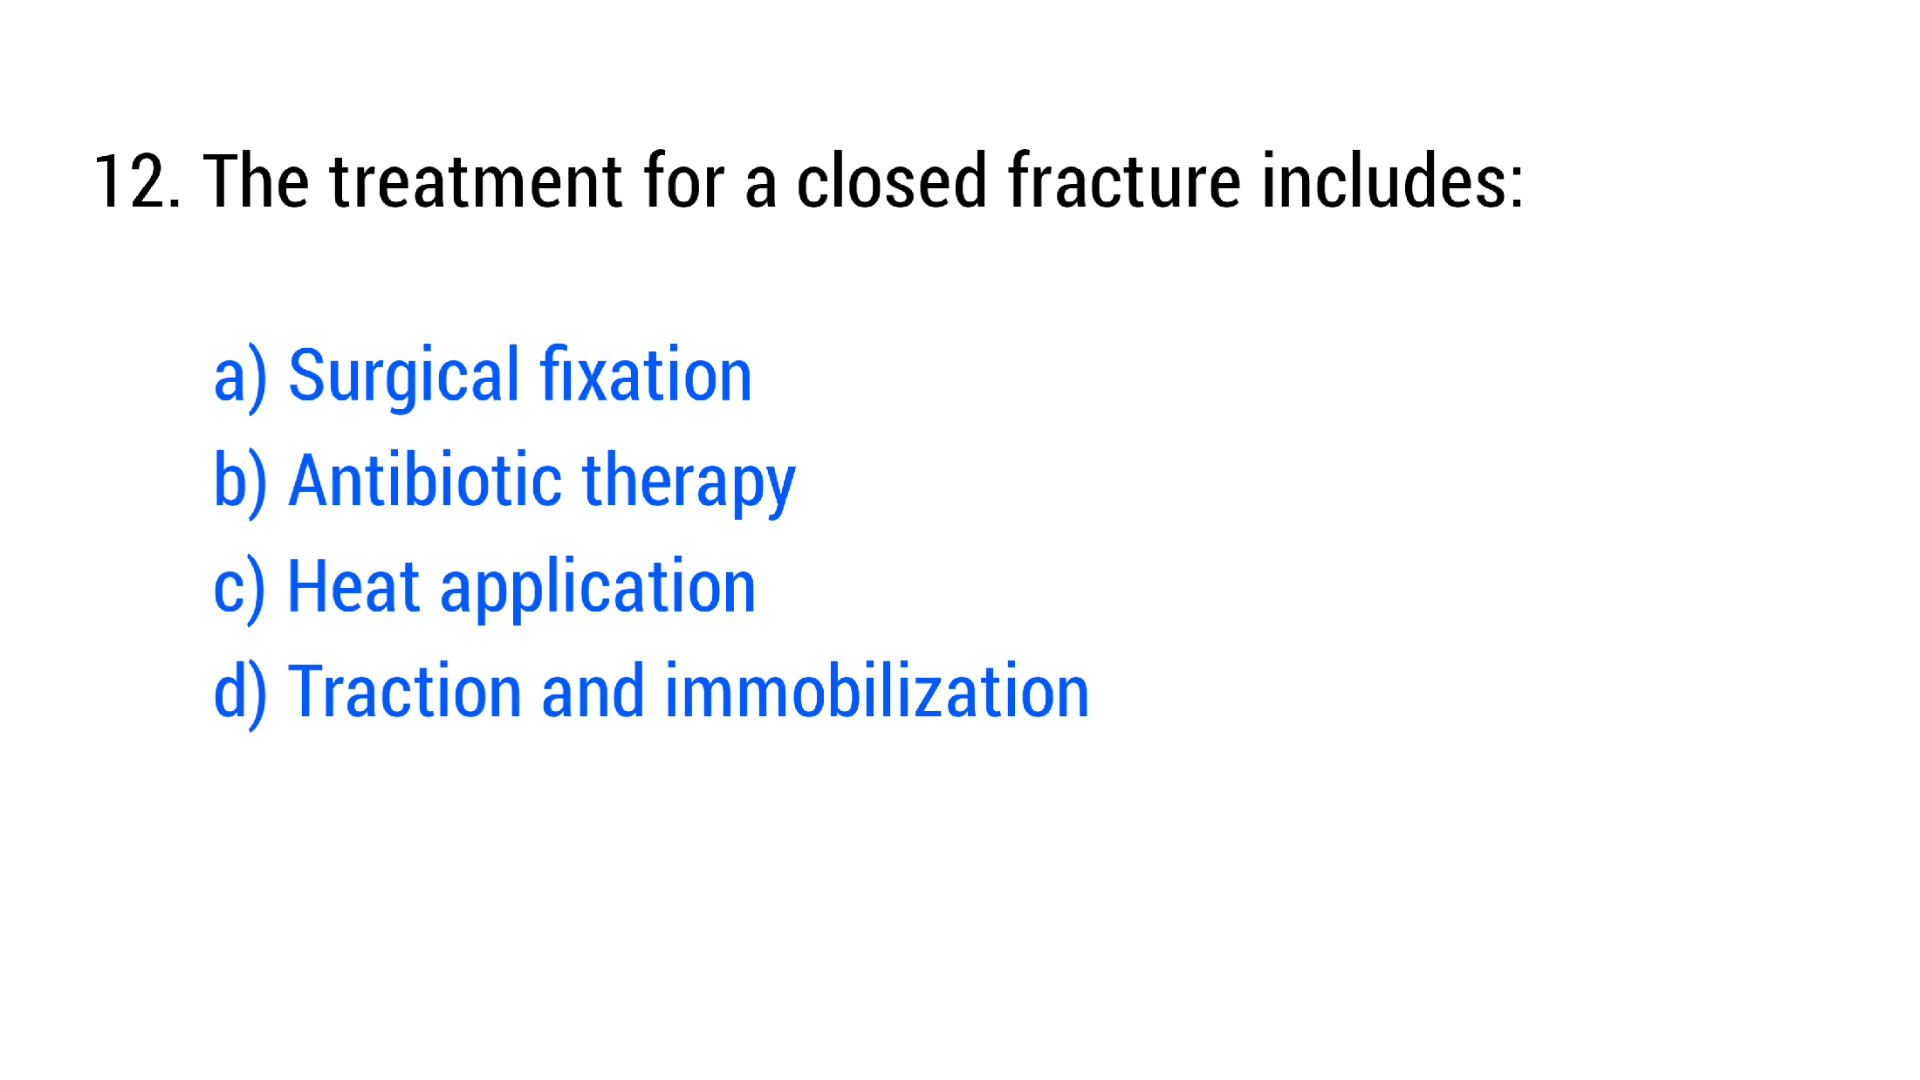 12. The treatment for a closed fracture includes:
a) Surgical fixation
b) Antibiotic therapy
c) Heat application
d) Traction and immobilization